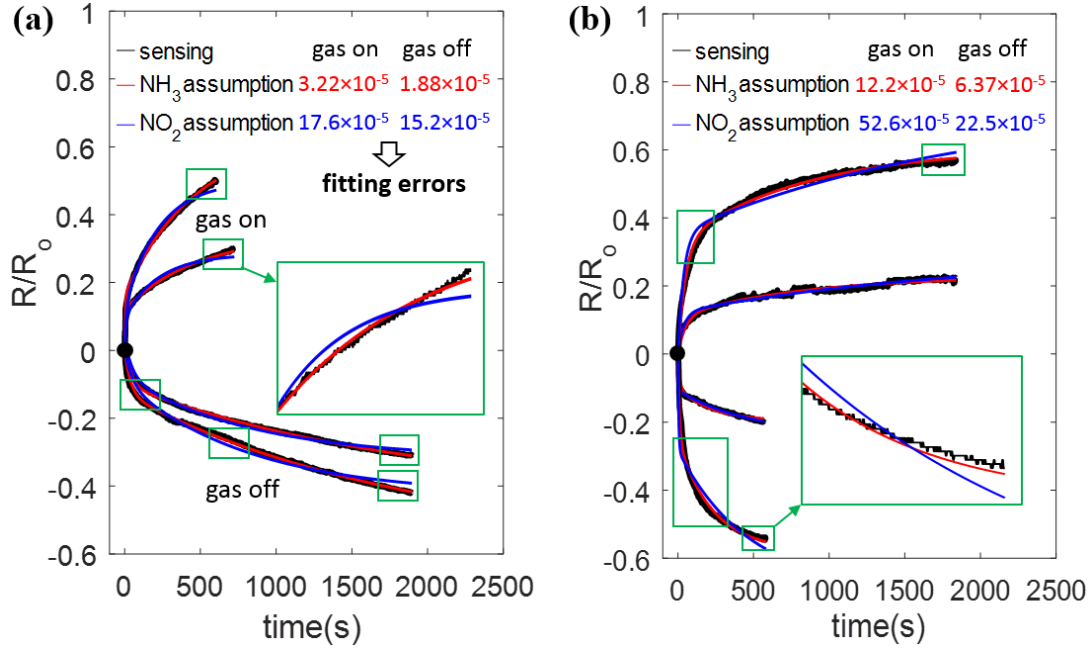 (a)
sensing gas on gas off
NH₃ assumption 3.22×10⁻⁵ 1.88×10⁻⁵
NO₂ assumption 17.6×10⁻⁵ 15.2×10⁻⁵
fitting errors
gas on
gas off
1
0.8
0.6
0.4
0.2
0
-0.2
-0.4
-0.6
R/Rₒ
0 500 1000 1500 2000 2500
time(s)
(b)
sensing gas on gas off
NH₃ assumption 12.2×10⁻⁵ 6.37×10⁻⁵
NO₂ assumption 52.6×10⁻⁵ 22.5×10⁻⁵
1
0.8
0.6
0.4
0.2
0
-0.2
-0.4
-0.6
R/Rₒ
0 500 1000 1500 2000 2500
time(s)